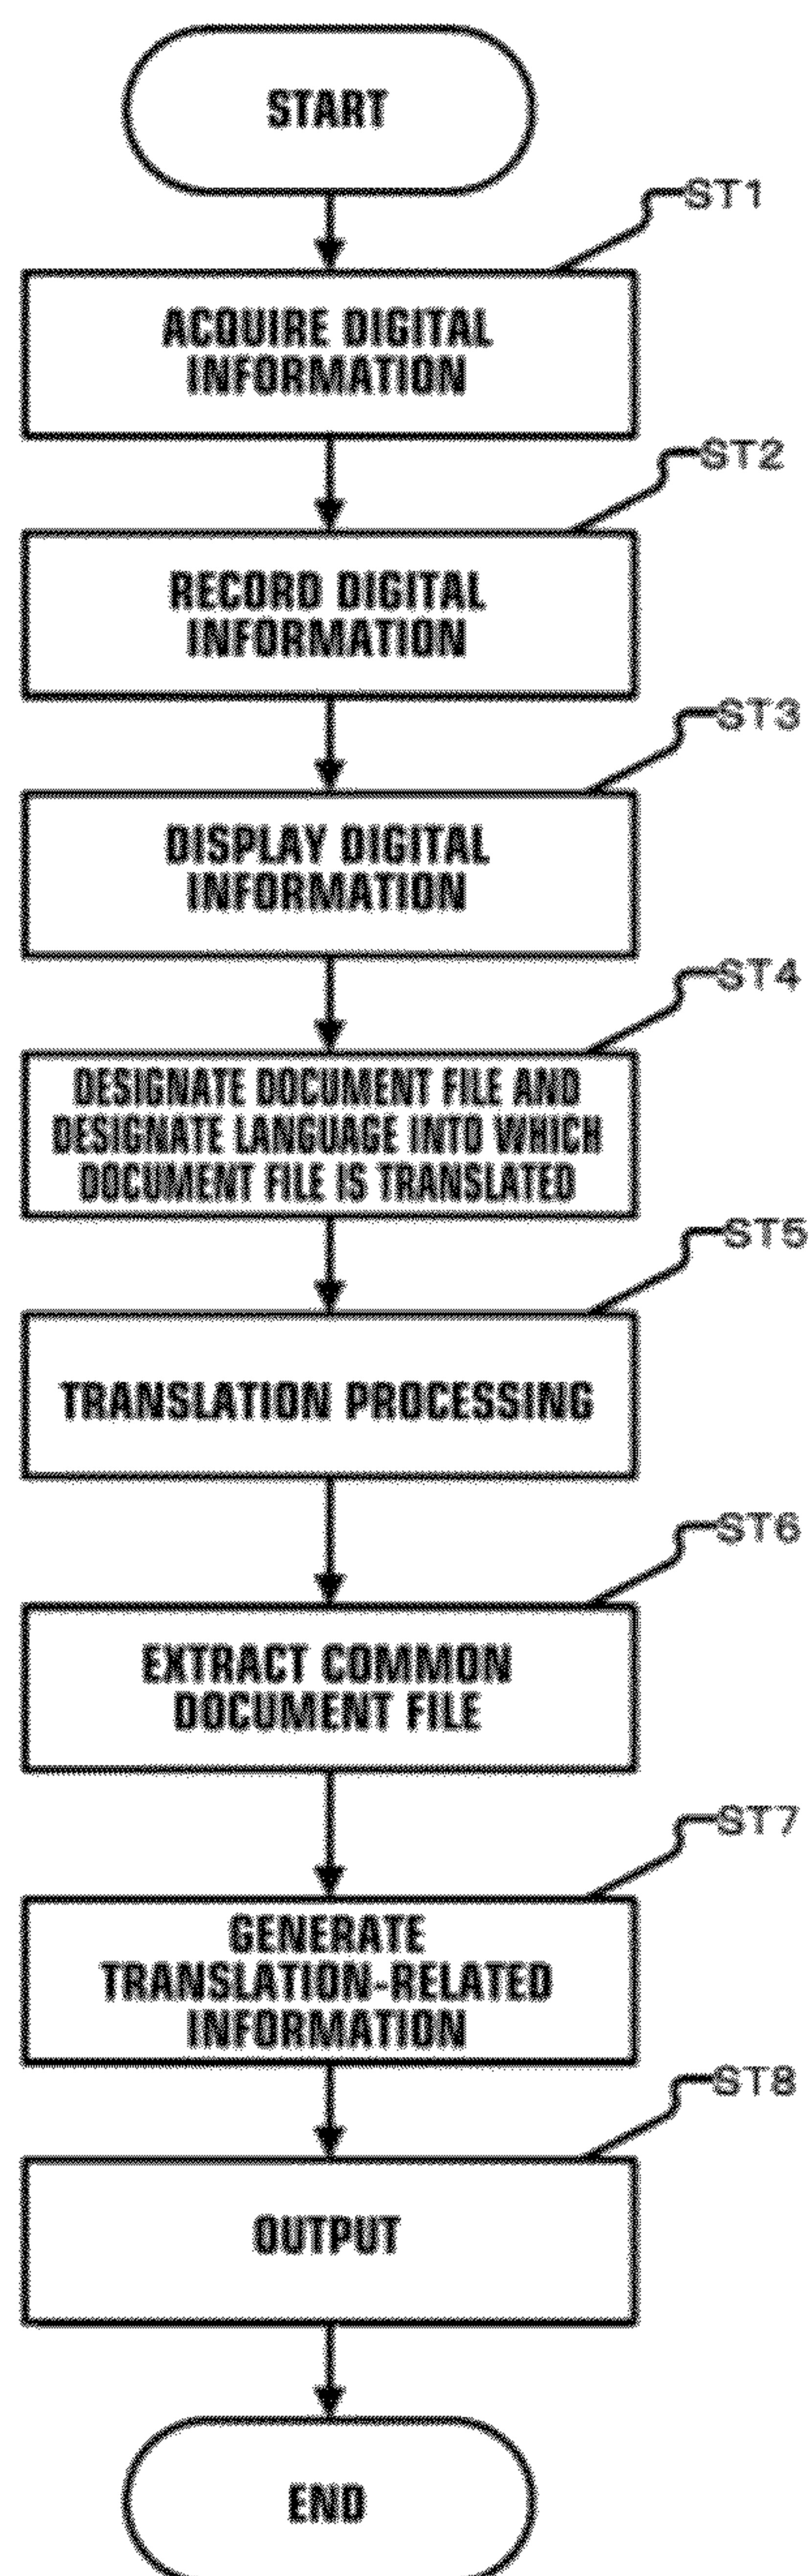 START
ST1
ACQUIRE DIGITAL
INFORMATION
ST2
RECORD DIGITAL
INFORMATION
ST3
DISPLAY DIGITAL
INFORMATION
ST4
DESIGNATE DOCUMENT FILE AND
DESIGNATE LANGUAGE INTO WHICH
DOCUMENT FILE IS TRANSLATED
ST5
TRANSLATION PROCESSING
ST6
EXTRACT COMMON
DOCUMENT FILE
ST7
GENERATE
TRANSLATION-RELATED
INFORMATION
ST8
OUTPUT
END